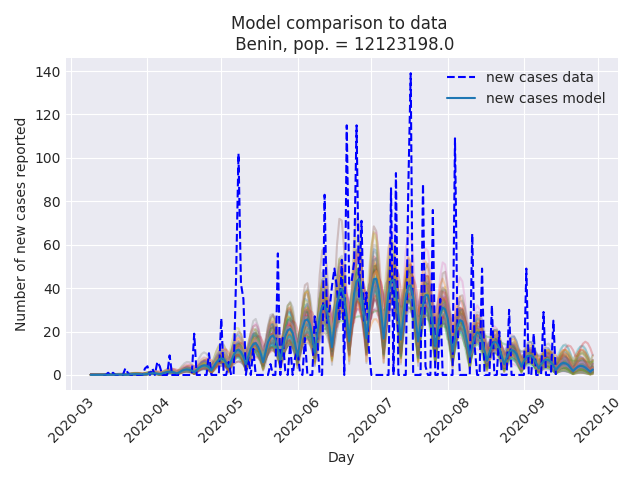 Model comparison to data
Benin, pop. = 12123198.0
new cases data
new cases model
Number of new cases reported
140
120
100
80
60
40
20
0
2020-03
2020-04
2020-05
2020-06
2020-07
2020-08
2020-09
2020-10
Day